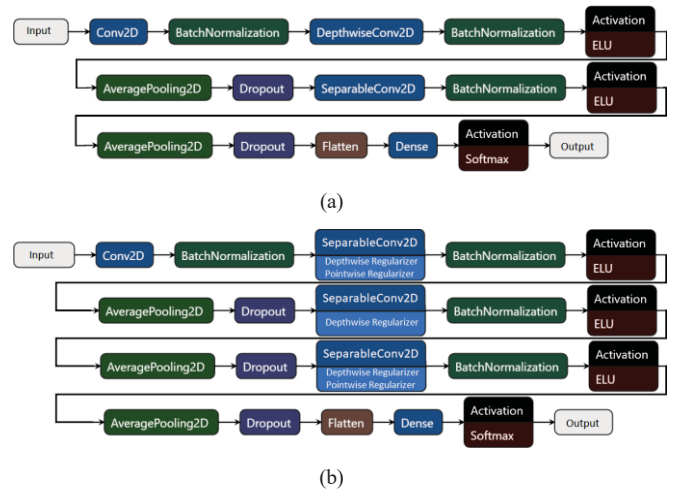 Input Conv2D BatchNormalization DepthwiseConv2D BatchNormalization Activation
ELU
AveragePooling2D Dropout SeparableConv2D BatchNormalization Activation
ELU
AveragePooling2D Dropout Flatten Dense Activation Output
Softmax
(a)
Input Conv2D BatchNormalization SeparableConv2D BatchNormalization Activation
Depthwise Regularizer
Pointwise Regularizer
ELU
AveragePooling2D Dropout SeparableConv2D BatchNormalization Activation
Depthwise Regularizer
ELU
AveragePooling2D Dropout SeparableConv2D BatchNormalization Activation
Depthwise Regularizer
Pointwise Regularizer
ELU
AveragePooling2D Dropout Flatten Dense Activation Output
Softmax
(b)